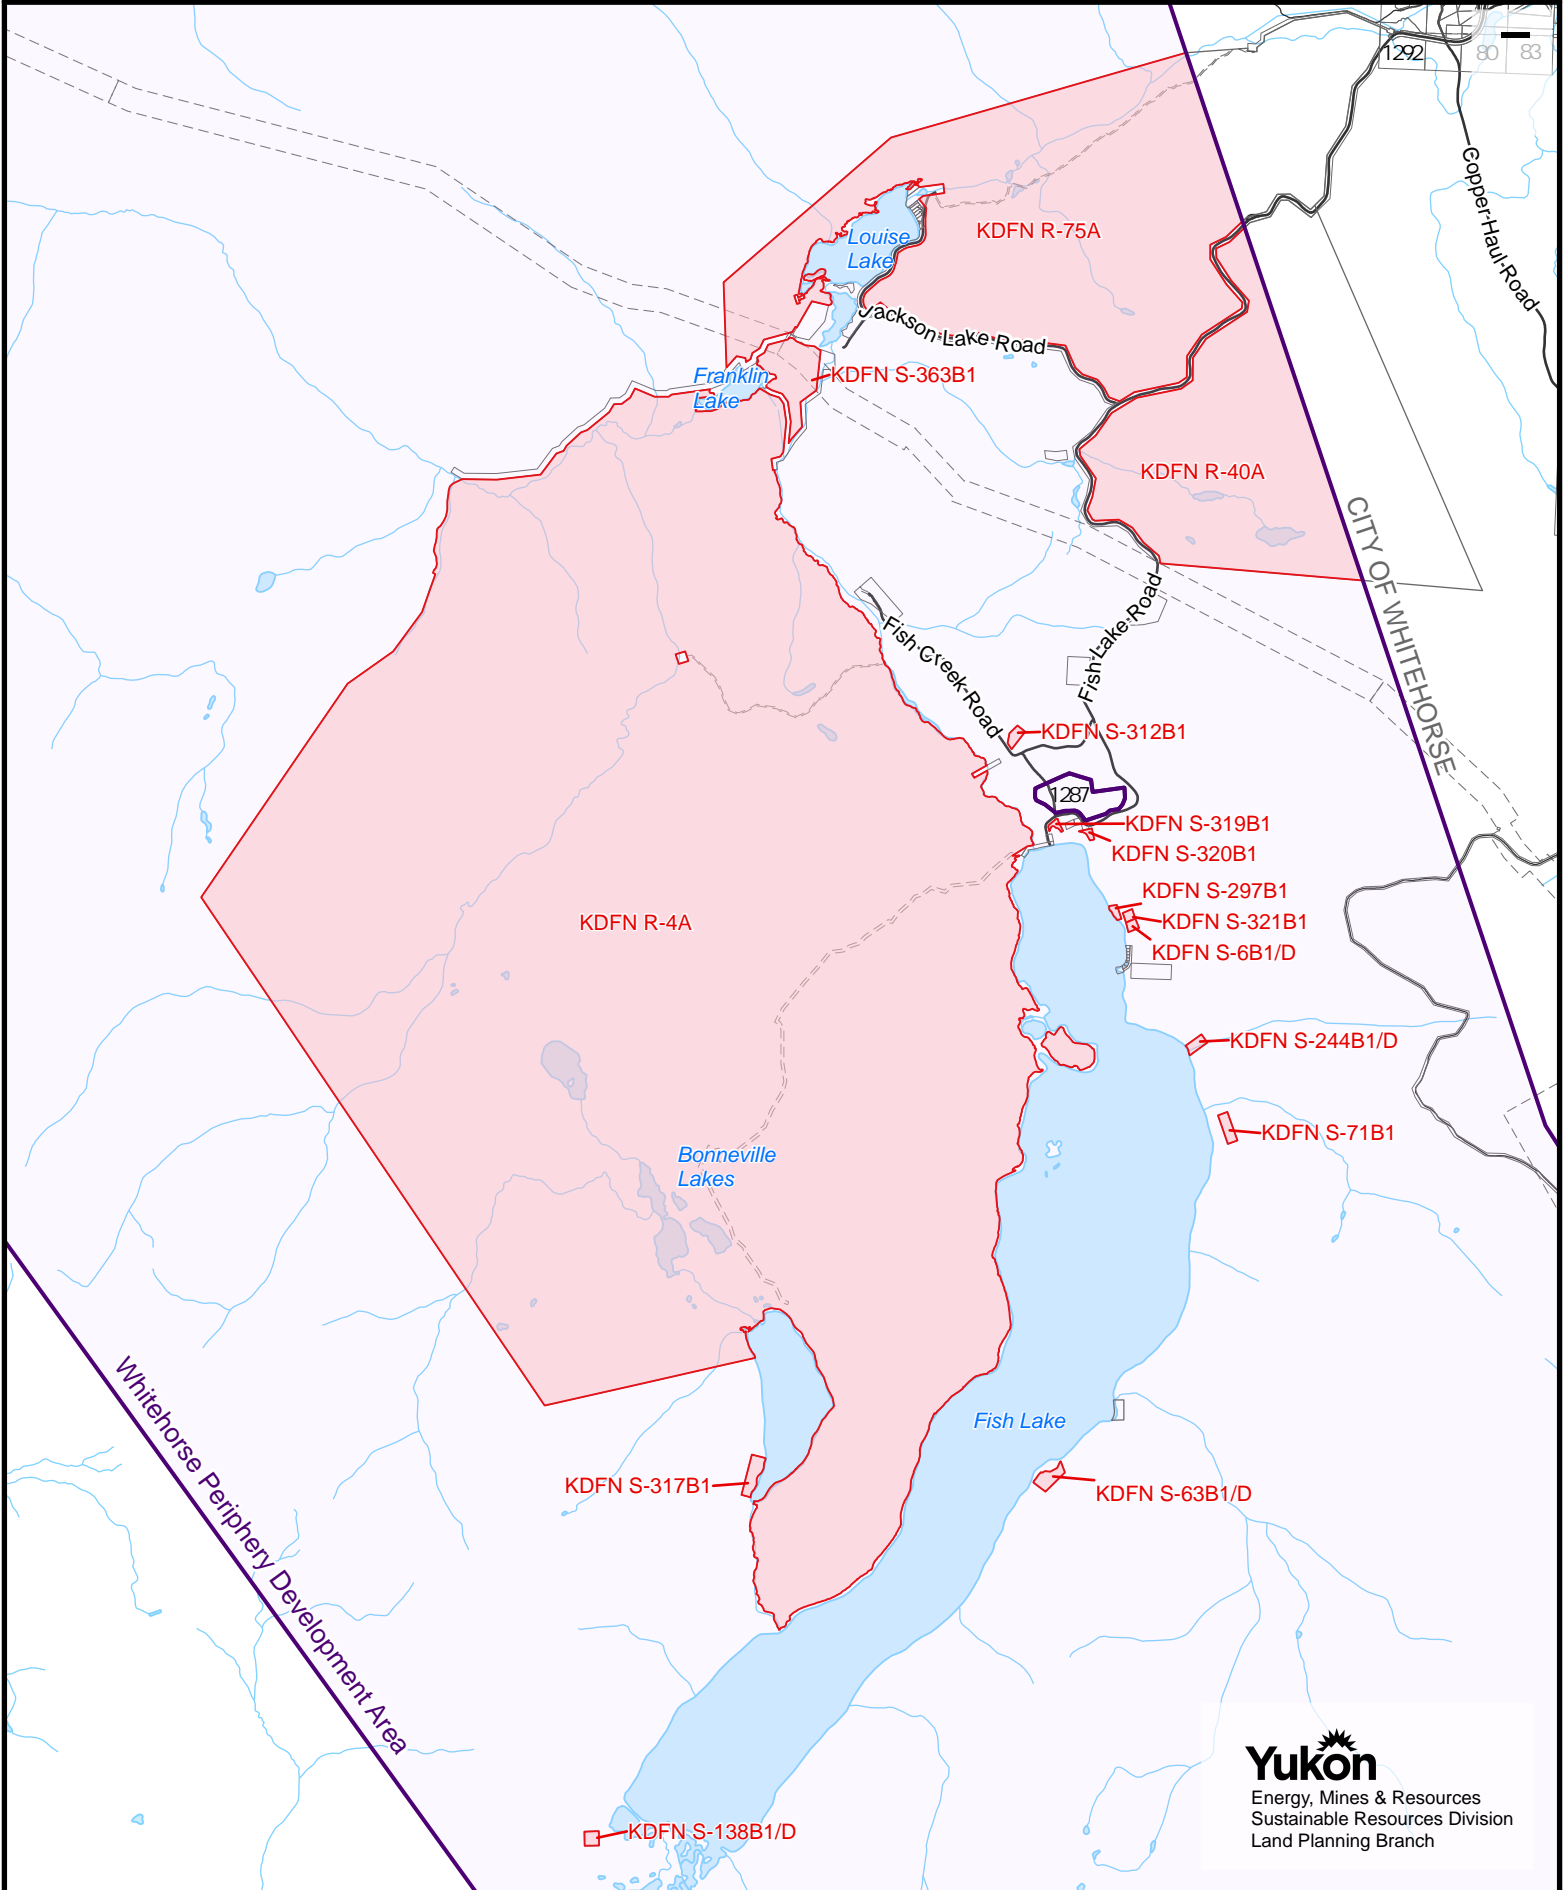 1292
80
83
Copper Haul Road
KDFN R-75A
Louise
Lake
Jackson Lake Road
Franklin
Lake
KDFN S-363B1
KDFN R-40A
CITY OF WHITEHORSE
Fish Lake Road
Fish Creek Road
KDFN S-312B1
1287
KDFN S-319B1
KDFN S-320B1
KDFN S-297B1
KDFN R-4A
KDFN S-321B1
KDFN S-6B1/D
KDFN S-244B1/D
KDFN S-71B1
Bonneville
Lakes
Whitehorse Periphery Development Area
Fish Lake
KDFN S-317B1
KDFN S-63B1/D
Yukon
Energy, Mines & Resources
Sustainable Resources Division
Land Planning Branch
KDFN S-138B1/D